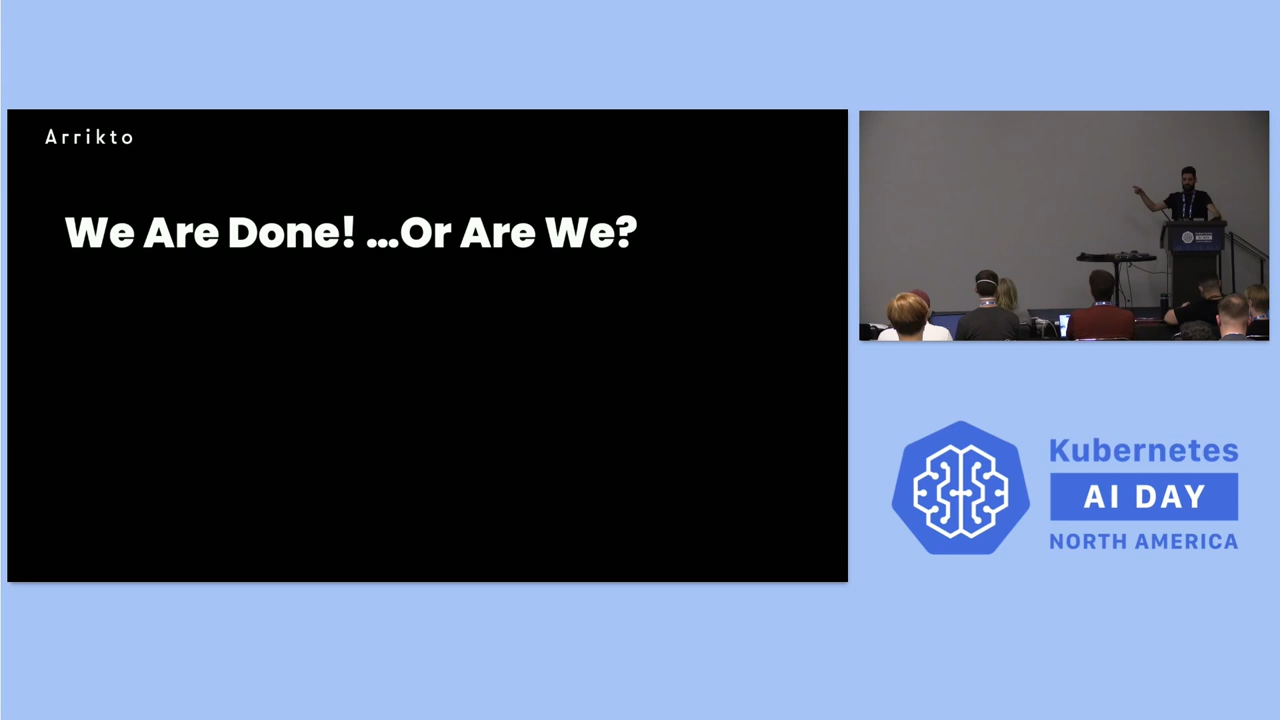 Arrikto
We Are Done! ...Or Are We?
Kubernetes
AI DAY
NORTH AMERICA